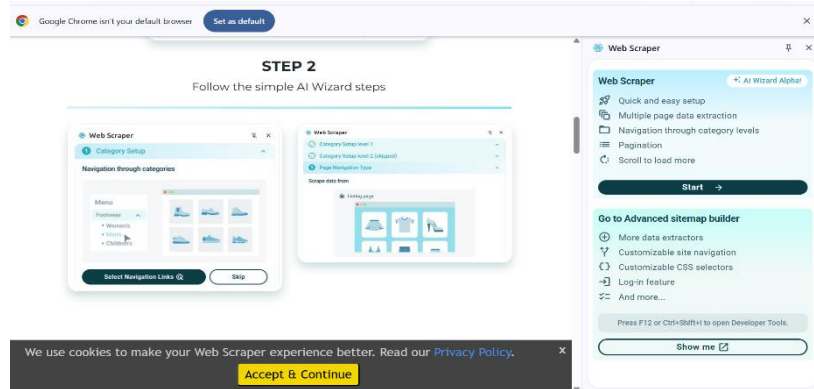 Google Chrome isn't your default browser
Set as default
STEP 2
Follow the simple AI Wizard steps
Web Scraper
1 Category Setup
Navigation through categories
Menu
Footwear
Women's
Men's
Children's
Select Navigation Links
Skip
Web Scraper
Category Setup level 1
Category Setup level 2 (skipped)
Page Navigation Type
Scrape data from
Listing page
We use cookies to make your Web Scraper experience better. Read our Privacy Policy.
x
Accept & Continue
Web Scraper
Web Scraper
AI Wizard Alpha!
Quick and easy setup
Multiple page data extraction
Navigation through category levels
Pagination
Scroll to load more
Start →
Go to Advanced sitemap builder
More data extractors
Customizable site navigation
Customizable CSS selectors
Log-in feature
And more...
Press F12 or Ctrl+Shift+I to open Developer Tools.
Show me